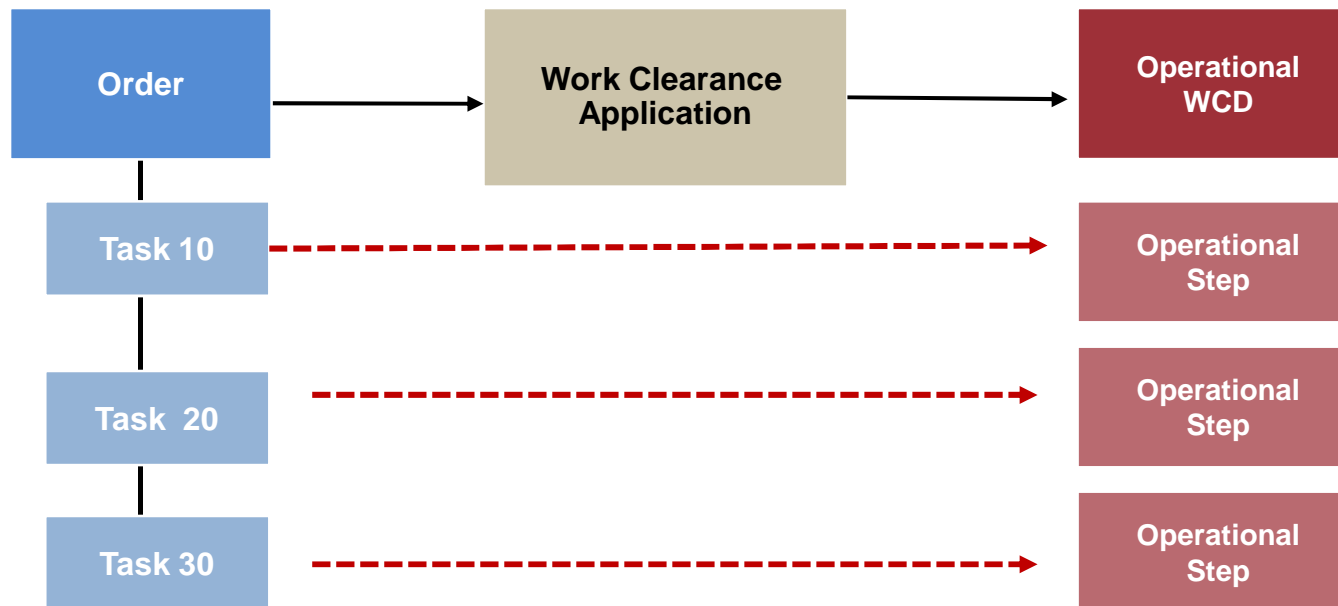 Order
Work Clearance
Application
Operational
WCD
Task 10
Operational
Step
Task  20
Operational
Step
Task 30
Operational
Step